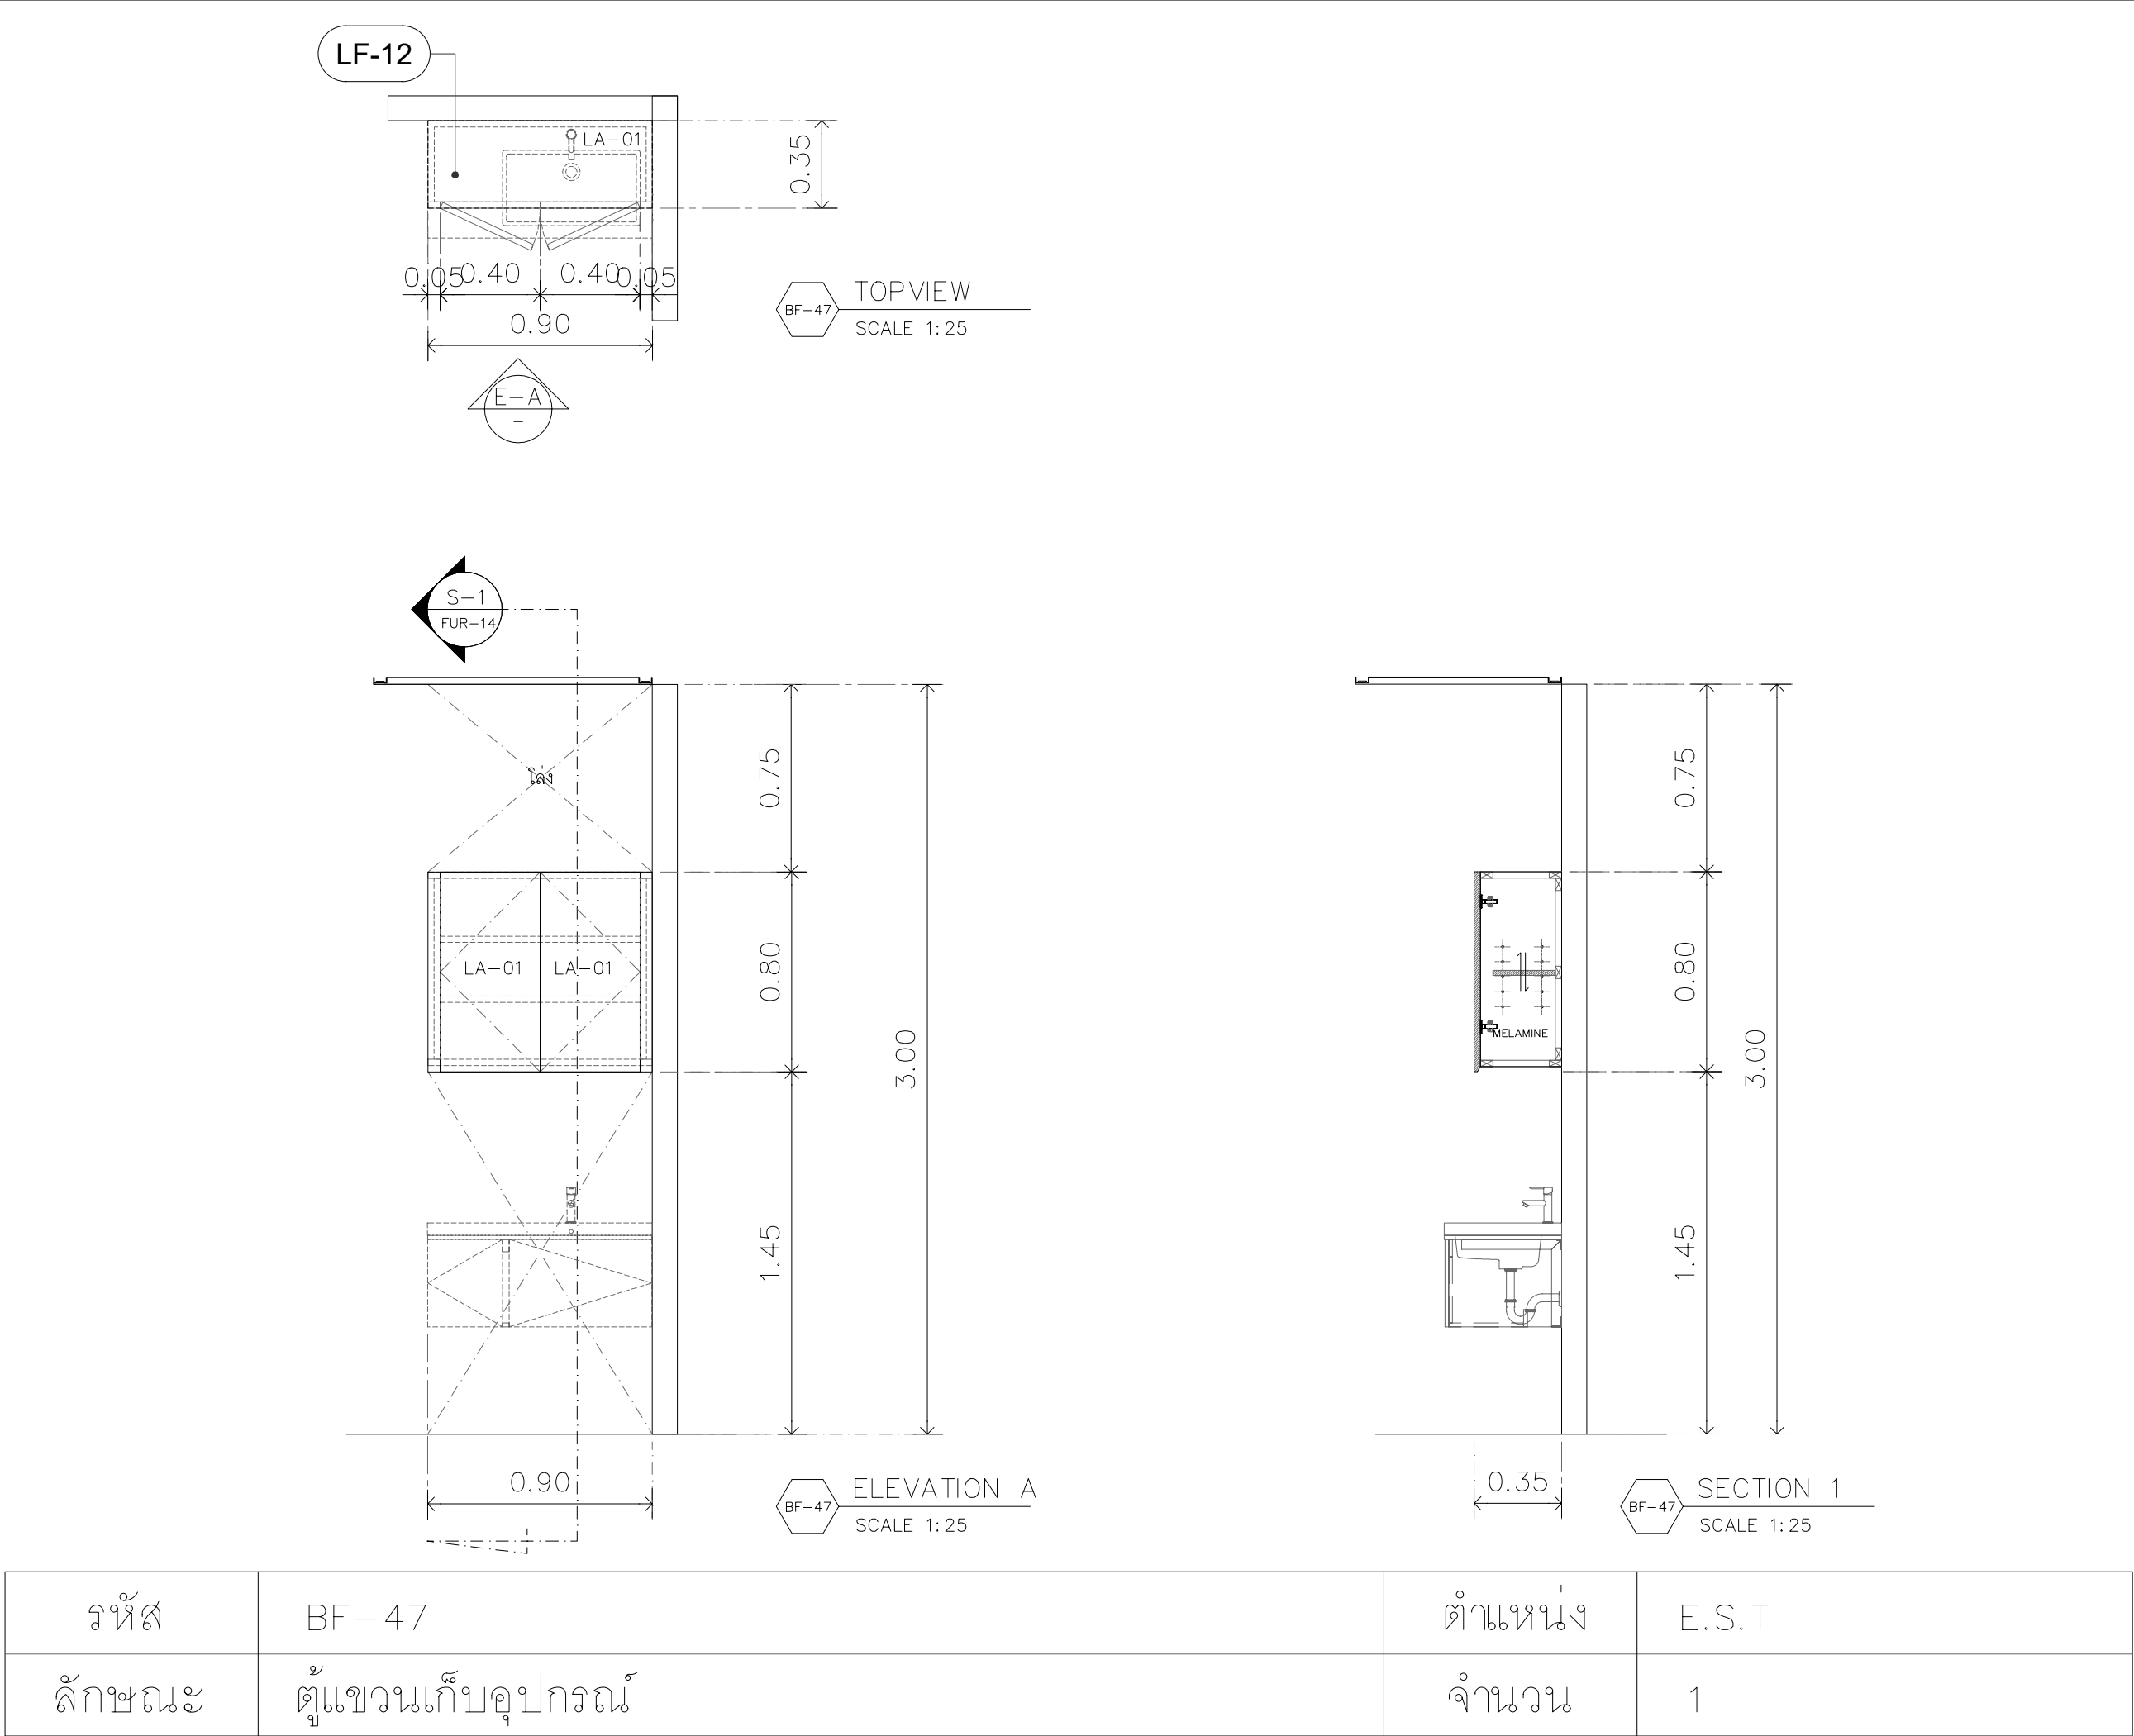 LF-12
LA-01
0.35
0.05 0.40 0.40 0.05
0.90
BF-47 TOPVIEW
SCALE 1:25
E-A
-
S-1
FUR-14
โล่ง
0.75
0.75
LA-01 LA-01
0.80
0.80
MELAMINE
3.00
3.00
1.45
1.45
0.90
0.35
BF-47 ELEVATION A
SCALE 1:25
BF-47 SECTION 1
SCALE 1:25
รหัส BF-47 ตำแหน่ง E.S.T
ลักษณะ ตู้แขวนเก็บอุปกรณ์ จำนวน 1